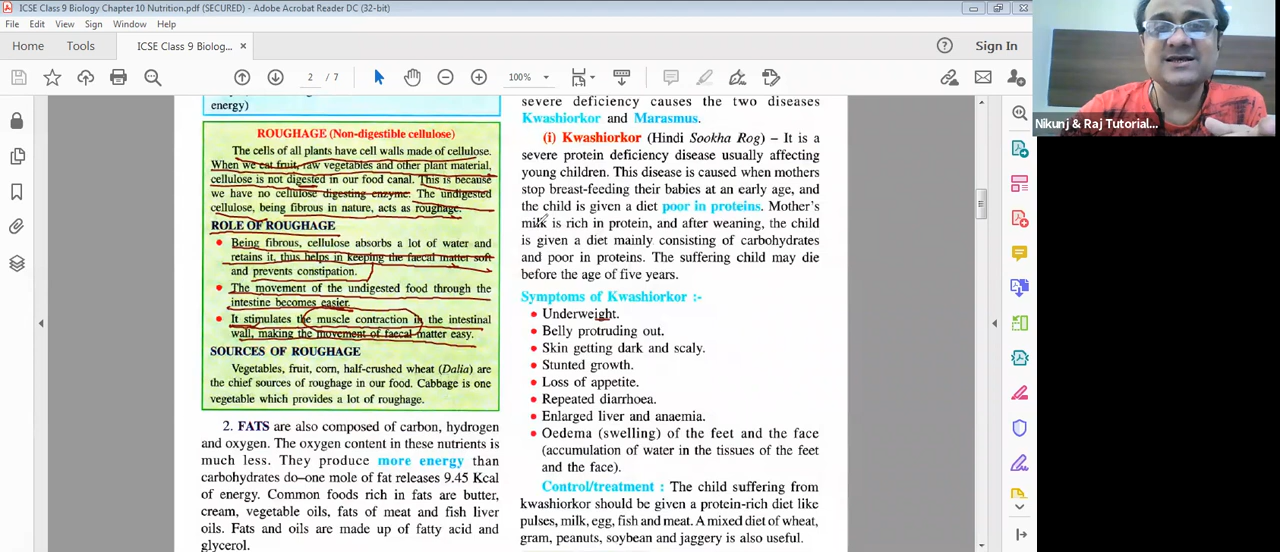 ICSE Class 9 Biology Chapter 10 Nutrition.pdf (SECURED) - Adobe Acrobat Reader DC (32-bit)
File Edit View Sign Window Help
Home Tools ICSE Class 9 Biolog... × Sign In
2 / 7 100%
Nikunj & Raj Tutorial...
energy)
ROUGHAGE (Non-digestible cellulose)
The cells of all plants have cell walls made of cellulose.
When we eat fruit, raw vegetables and other plant material,
cellulose is not digested in our food canal. This is because
we have no cellulose digesting enzyme. The undigested
cellulose, being fibrous in nature, acts as roughage.
ROLE OF ROUGHAGE
• Being fibrous, cellulose absorbs a lot of water and
retains it, thus helps in keeping the faecal matter soft
and prevents constipation.
• The movement of the undigested food through the
intestine becomes easier.
• It stimulates the muscle contraction in the intestinal
wall, making the movement of faecal matter easy.
SOURCES OF ROUGHAGE
Vegetables, fruit, corn, half-crushed wheat (Dalia) are
the chief sources of roughage in our food. Cabbage is one
vegetable which provides a lot of roughage.
2. FATS are also composed of carbon, hydrogen
and oxygen. The oxygen content in these nutrients is
much less. They produce more energy than
carbohydrates do–one mole of fat releases 9.45 Kcal
of energy. Common foods rich in fats are butter,
cream, vegetable oils, fats of meat and fish liver
oils. Fats and oils are made up of fatty acid and
glycerol.
severe deficiency causes the two diseases
Kwashiorkor and Marasmus.
(i) Kwashiorkor (Hindi Sookha Rog) – It is a
severe protein deficiency disease usually affecting
young children. This disease is caused when mothers
stop breast-feeding their babies at an early age, and
the child is given a diet poor in proteins. Mother's
milk is rich in protein, and after weaning, the child
is given a diet mainly consisting of carbohydrates
and poor in proteins. The suffering child may die
before the age of five years.
Symptoms of Kwashiorkor :-
• Underweight.
• Belly protruding out.
• Skin getting dark and scaly.
• Stunted growth.
• Loss of appetite.
• Repeated diarrhoea.
• Enlarged liver and anaemia.
• Oedema (swelling) of the feet and the face
(accumulation of water in the tissues of the feet
and the face).
Control/treatment : The child suffering from
kwashiorkor should be given a protein-rich diet like
pulses, milk, egg, fish and meat. A mixed diet of wheat,
gram, peanuts, soybean and jaggery is also useful.